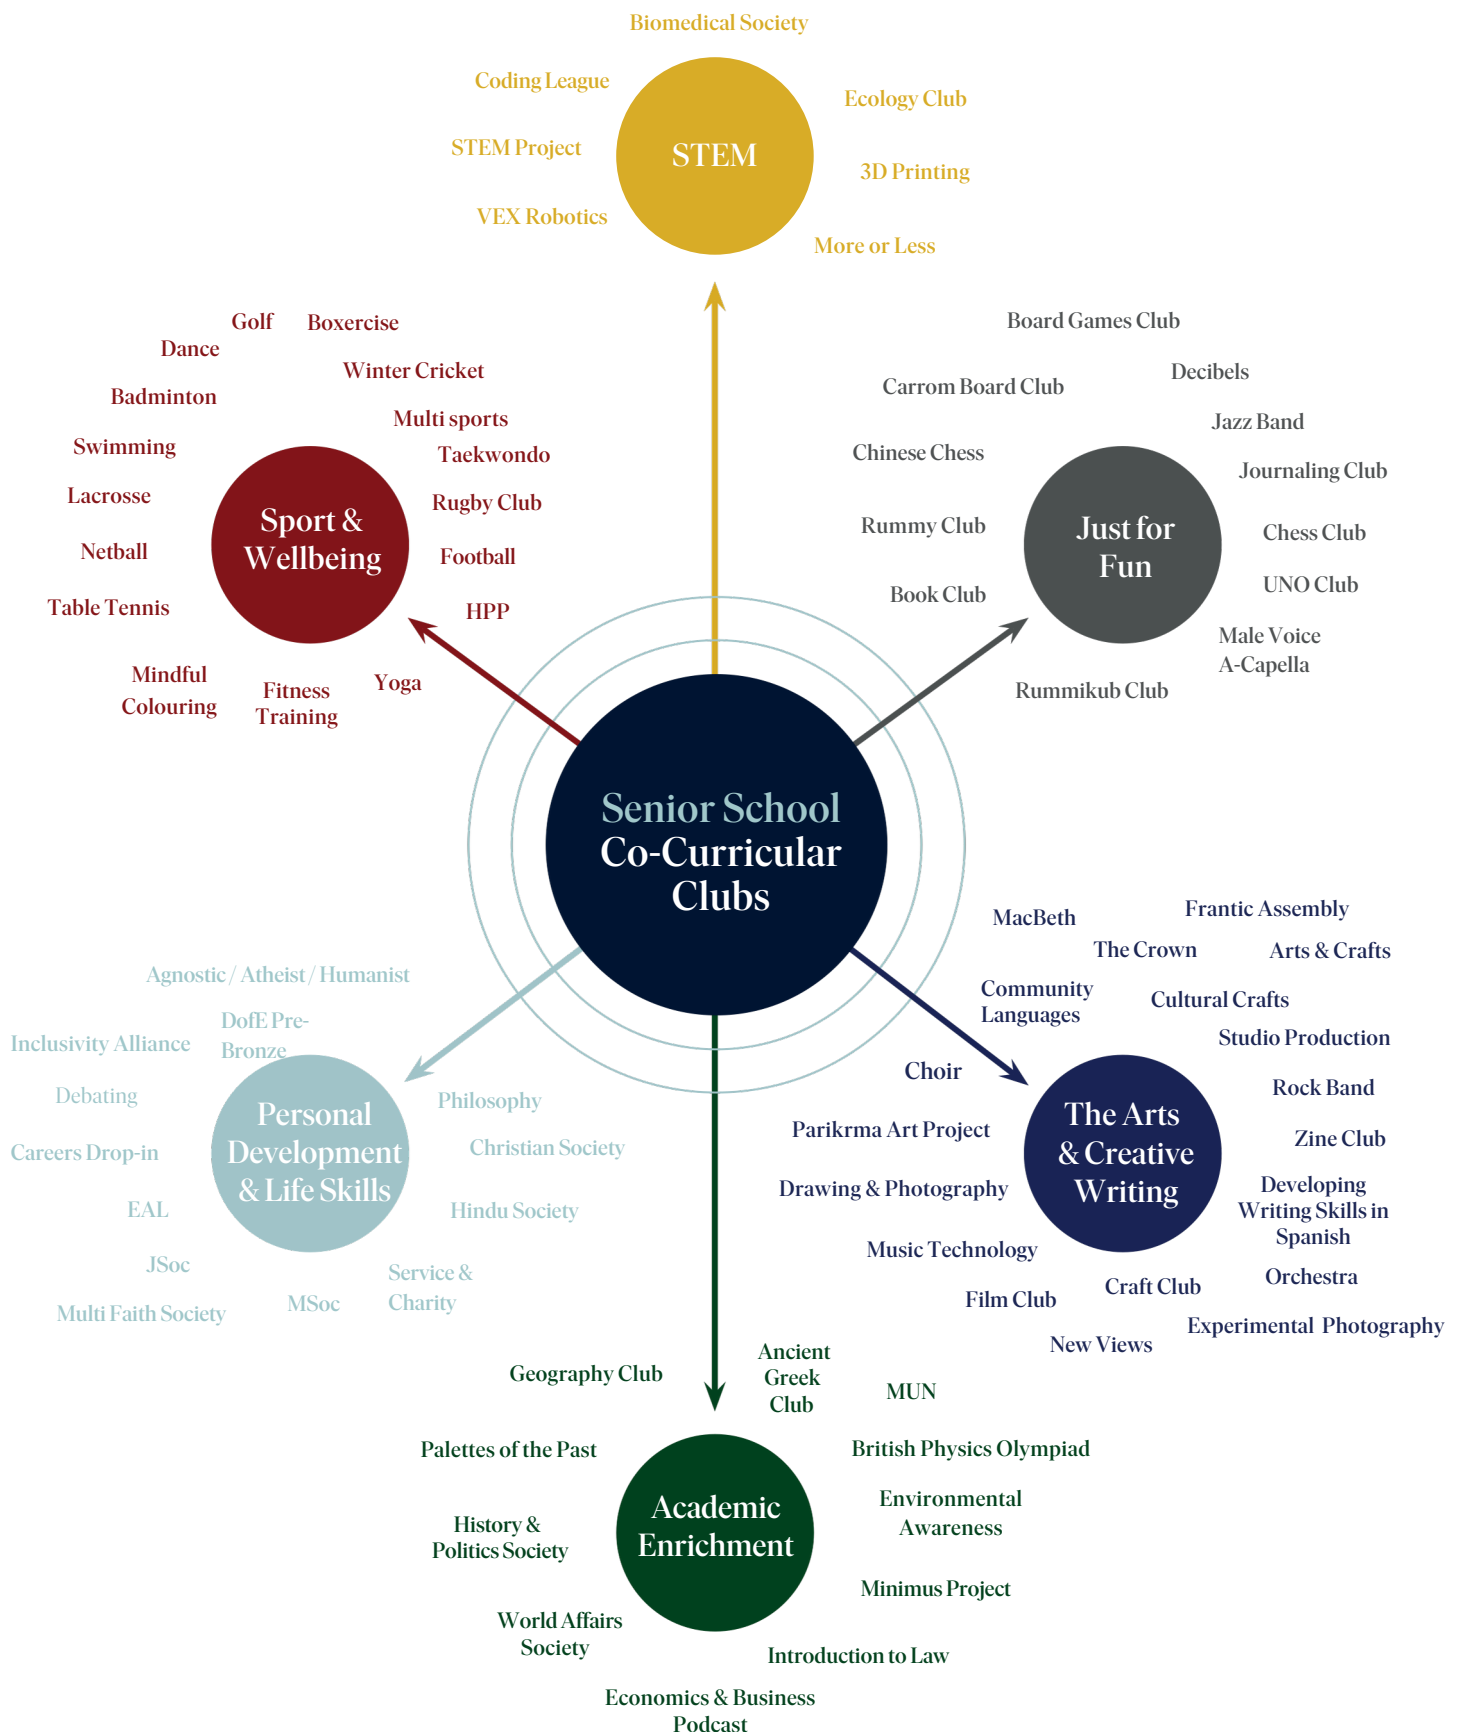 Biomedical Society
Coding League
Ecology Club
STEM Project
STEM
3D Printing
VEX Robotics
More or Less
Golf
Boxercise
Dance
Winter Cricket
Badminton
Multi sports
Swimming
Taekwondo
Lacrosse
Rugby Club
Sport &
Wellbeing
Netball
Football
Table Tennis
HPP
Mindful
Colouring
Fitness
Training
Yoga
Board Games Club
Decibels
Carrom Board Club
Jazz Band
Chinese Chess
Journaling Club
Rummy Club
Just for
Fun
Chess Club
Book Club
UNO Club
Male Voice
A-Capella
Rummikub Club
Senior School
Co-Curricular
Clubs
Agnostic / Atheist / Humanist
DofE Pre-
Bronze
Inclusivity Alliance
Debating
Philosophy
Personal
Development
& Life Skills
Careers Drop-in
Christian Society
EAL
Hindu Society
JSoc
Service &
Charity
MSoc
Multi Faith Society
MacBeth
Frantic Assembly
The Crown
Arts & Crafts
Community
Languages
Cultural Crafts
Studio Production
Choir
Rock Band
Parikrma Art Project
The Arts
& Creative
Writing
Zine Club
Drawing & Photography
Developing
Writing Skills in
Spanish
Music Technology
Orchestra
Craft Club
Film Club
Experimental Photography
New Views
Geography Club
Ancient
Greek
Club
MUN
Palettes of the Past
British Physics Olympiad
Environmental
Awareness
Academic
Enrichment
History &
Politics Society
Minimus Project
World Affairs
Society
Introduction to Law
Economics & Business
Podcast